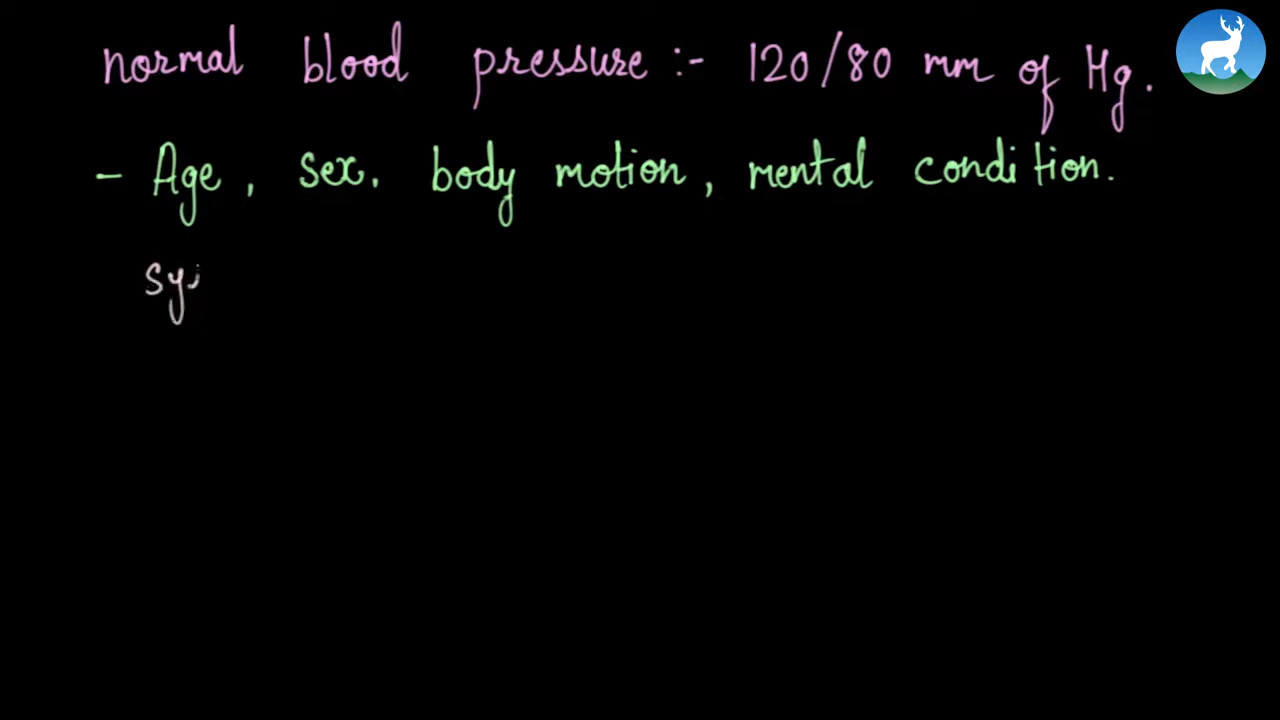 normal blood pressure :- 120/80 mm of Hg.
- Age, sex. body motion, mental condition.